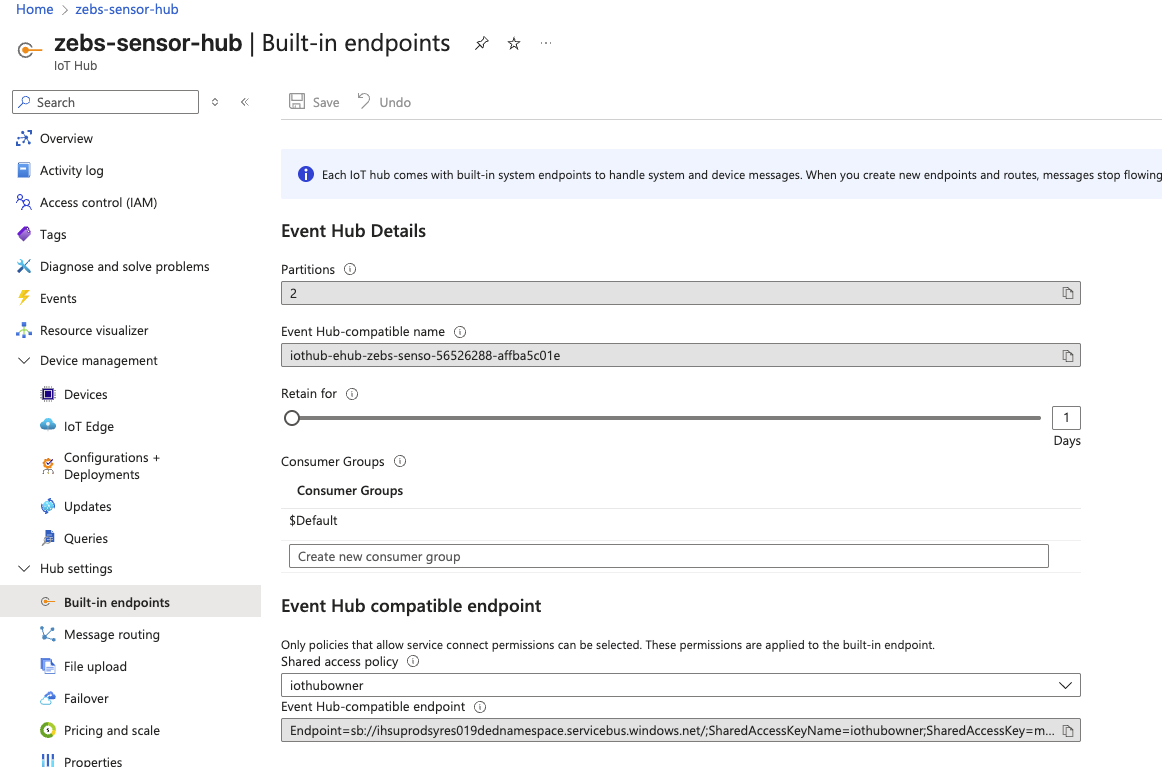 Home > zebs-sensor-hub
zebs-sensor-hub | Built-in endpoints
IoT Hub
Search
Overview
Activity log
Access control (IAM)
Tags
Diagnose and solve problems
Events
Resource visualizer
Device management
Devices
IoT Edge
Configurations +
Deployments
Updates
Queries
Hub settings
Built-in endpoints
Message routing
File upload
Failover
Pricing and scale
Properties
Save Undo
Each IoT hub comes with built-in system endpoints to handle system and device messages. When you create new endpoints and routes, messages stop flowing
Event Hub Details
Partitions
2
Event Hub-compatible name
iothub-ehub-zebs-senso-56526288-affba5c01e
Retain for
1
Days
Consumer Groups
Consumer Groups
$Default
Create new consumer group
Event Hub compatible endpoint
Only policies that allow service connect permissions can be selected. These permissions are applied to the built-in endpoint.
Shared access policy
iothubowner
Event Hub-compatible endpoint
Endpoint=sb://ihsuprodsyres019dednamespace.servicebus.windows.net/;SharedAccessKeyName=iothubowner;SharedAccessKey=m...